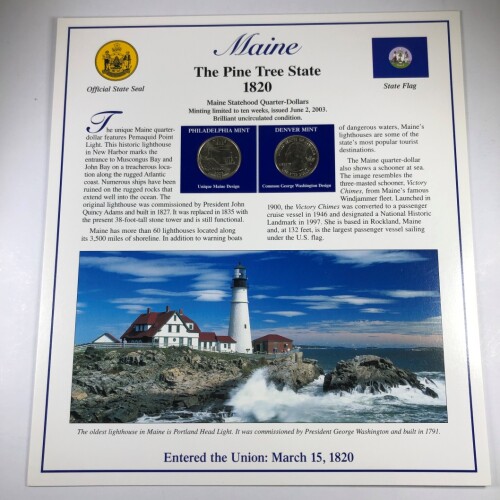 Maine
The Pine Tree State
1820
Official State Seal
State Flag
Maine Statehood Quarter-Dollars
Minting limited to ten weeks, issued June 2, 2003.
Brilliant uncirculated condition.
The unique Maine quarter-
dollar features Pemaquid Point
Light. This historic lighthouse
in New Harbor marks the
entrance to Muscongus Bay and
John Bay on a treacherous loca-
tion along the rugged Atlantic
coast. Numerous ships have been
ruined on the rugged rocks that
extend well into the ocean. The
original lighthouse was commissioned by President John
Quincy Adams and built in 1827. It was replaced in 1835 with
the present 38-foot-tall stone tower and is still functional.
Maine has more than 60 lighthouses located along
its 3,500 miles of shoreline. In addition to warning boats
PHILADELPHIA MINT
Unique Maine Design
DENVER MINT
Common George Washington Design
of dangerous waters, Maine's
lighthouses are some of the
state's most popular tourist
destinations.
The Maine quarter-dollar
also shows a schooner at sea.
The image resembles the
three-masted schooner, Victory
Chimes, from Maine's famous
Windjammer fleet. Launched in
1900, the Victory Chimes was converted to a passenger
cruise vessel in 1946 and designated a National Historic
Landmark in 1997. She is based in Rockland, Maine
and, at 132 feet, is the largest passenger vessel sailing
under the U.S. flag.
The oldest lighthouse in Maine is Portland Head Light. It was commissioned by President George Washington and built in 1791.
Entered the Union: March 15, 1820